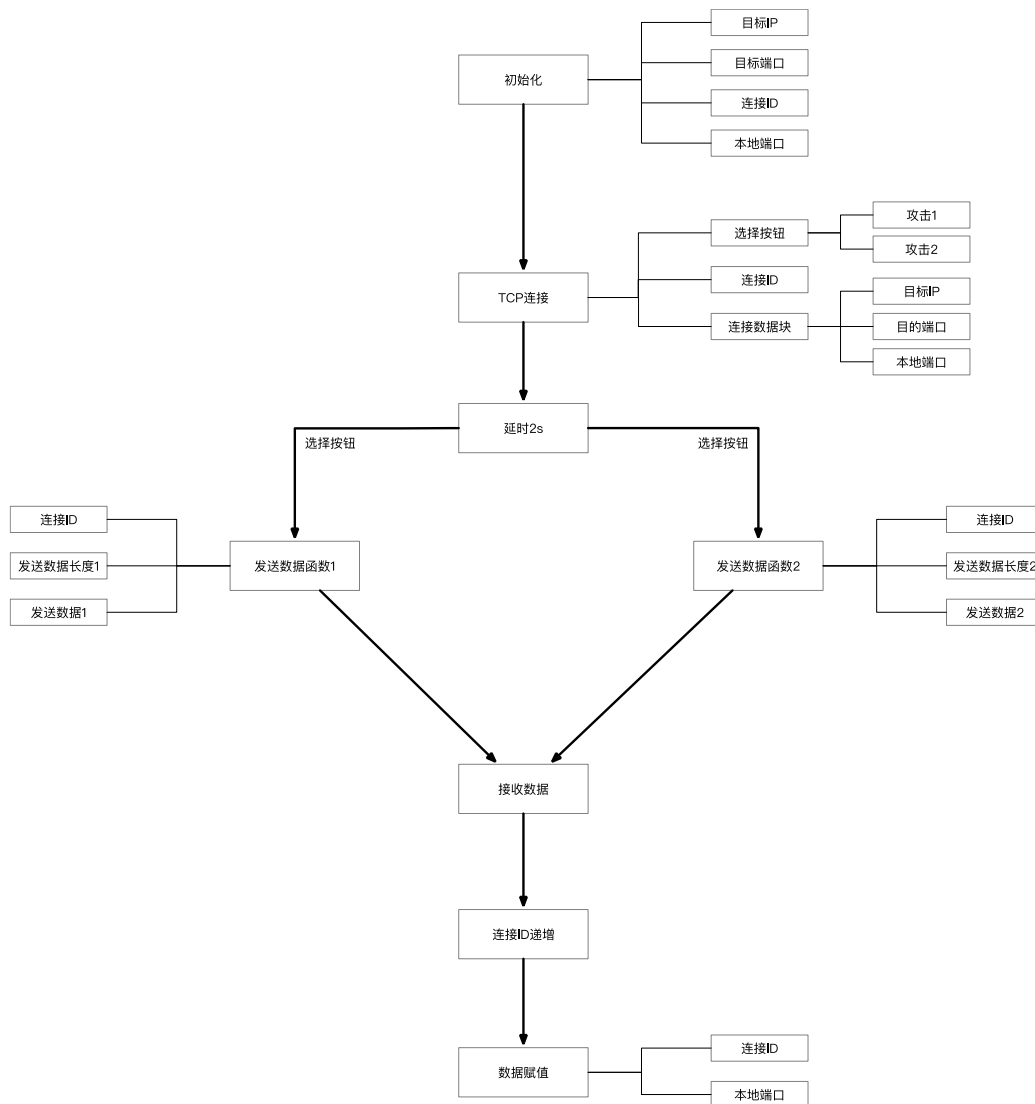 目标IP
目标端口
初始化
连接ID
本地端口
攻击1
选择按钮
攻击2
连接ID
TCP连接
目标IP
连接数据块
目的端口
本地端口
延时2s
选择按钮
选择按钮
连接ID
发送数据长度1
发送数据1
发送数据函数1
发送数据函数2
连接ID
发送数据长度2
发送数据2
接收数据
连接ID递增
数据赋值
连接ID
本地端口